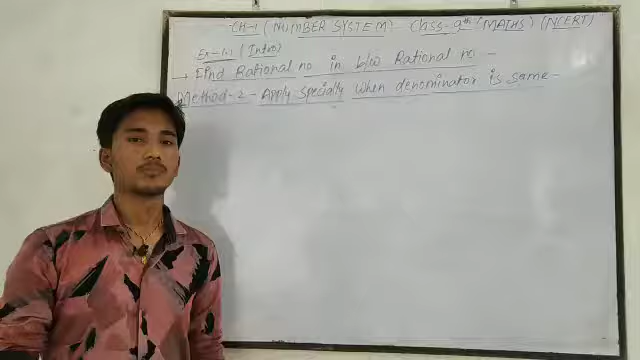 CH-1 (NUMBER SYSTEM) Class-9th (MATHS) (NCERT)
Ex-1.1 (Intro)
→ Find Rational no in b/w Rational no -
Method-2 - Apply specially when denominator is same -